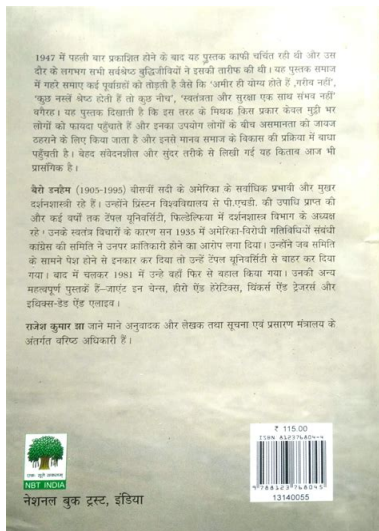 1947 में पहली बार प्रकाशित होने के बाद यह पुस्तक काफी चर्चित रही थी और उस
दौर के लगभग सभी सर्वश्रेष्ठ बुद्धिजीवियों ने इसकी तारीफ की थी। यह पुस्तक समाज
में गहरे समाए कई पूर्वाग्रहों को तोड़ती है जैसे कि 'अमीर ही योग्य होते हैं ,गरीब नहीं',
'कुछ नस्लें श्रेष्ठ होती हैं तो कुछ नीच', 'स्वतंत्रता और सुरक्षा एक साथ संभव नहीं'
वगैरह। यह पुस्तक दिखाती है कि इस तरह के मिथक किस प्रकार केवल मुट्ठी भर
लोगों को फायदा पहुँचाते हैं और इनका उपयोग लोगों के बीच असमानता को जायज
ठहराने के लिए किया जाता है और इनसे मानव समाज के विकास की प्रक्रिया में बाधा
पहुँचती है। बेहद संवेदनशील और सुंदर तरीके से लिखी गई यह किताब आज भी
प्रासंगिक है।
बैरो डनहैम (1905-1995) बीसवीं सदी के अमेरिका के सर्वाधिक प्रभावी और मुखर
दर्शनशास्त्री रहे हैं। उन्होंने प्रिस्टन विश्वविद्यालय से पी.एचडी. की उपाधि प्राप्त की
और कई वर्षों तक टेंपल यूनिवर्सिटी, फिल्डेल्फिया में दर्शनशास्त्र विभाग के अध्यक्ष
रहे। उनके स्वतंत्र विचारों के कारण सन 1935 में अमेरिका-विरोधी गतिविधियों संबंधी
कांग्रेस की समिति ने उनपर क्रांतिकारी होने का आरोप लगा दिया। उन्होंने जब समिति
के सामने पेश होने से इनकार कर दिया तो उन्हें टेंपल यूनिवर्सिटी से बाहर कर दिया
गया। बाद में चलकर 1981 में उन्हें वहाँ फिर से बहाल किया गया। उनकी अन्य
महत्वपूर्ण पुस्तकें हैं–जाएंट इन चेन्स, हीरो ऐंड हेरेटिक्स, थिंकर्स ऐंड ट्रेजरर्स और
इथिक्स-डैड ऐंड एलाइव।
राजेश कुमार झा जाने माने अनुवादक और लेखक तथा सूचना एवं प्रसारण मंत्रालय के
अंतर्गत वरिष्ठ अधिकारी हैं।
₹ 115.00
ISBN 8123768044
9 788123 768045
13140055
एक: सूते सकलम्
NBT INDIA
नेशनल बुक ट्रस्ट, इंडिया